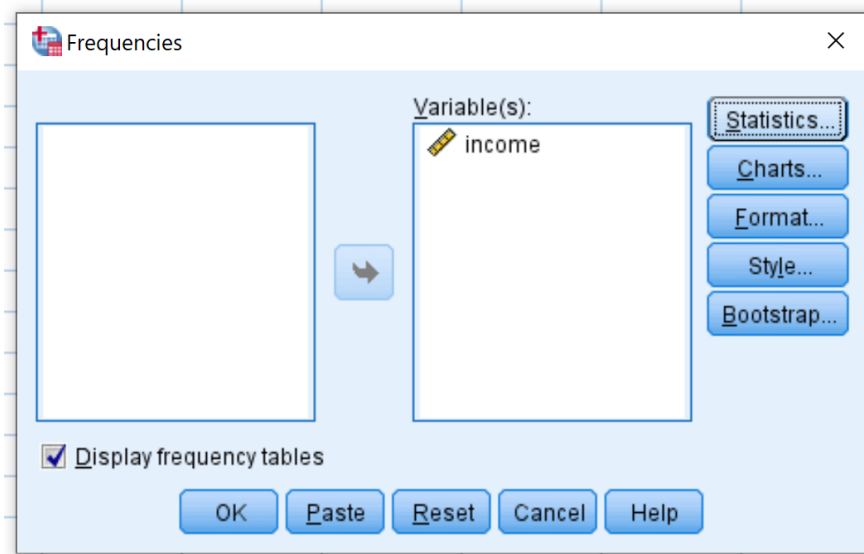 Frequencies
Variable(s):
income
Statistics...
Charts...
Format...
Style...
Bootstrap...
Display frequency tables
OK Paste Reset Cancel Help